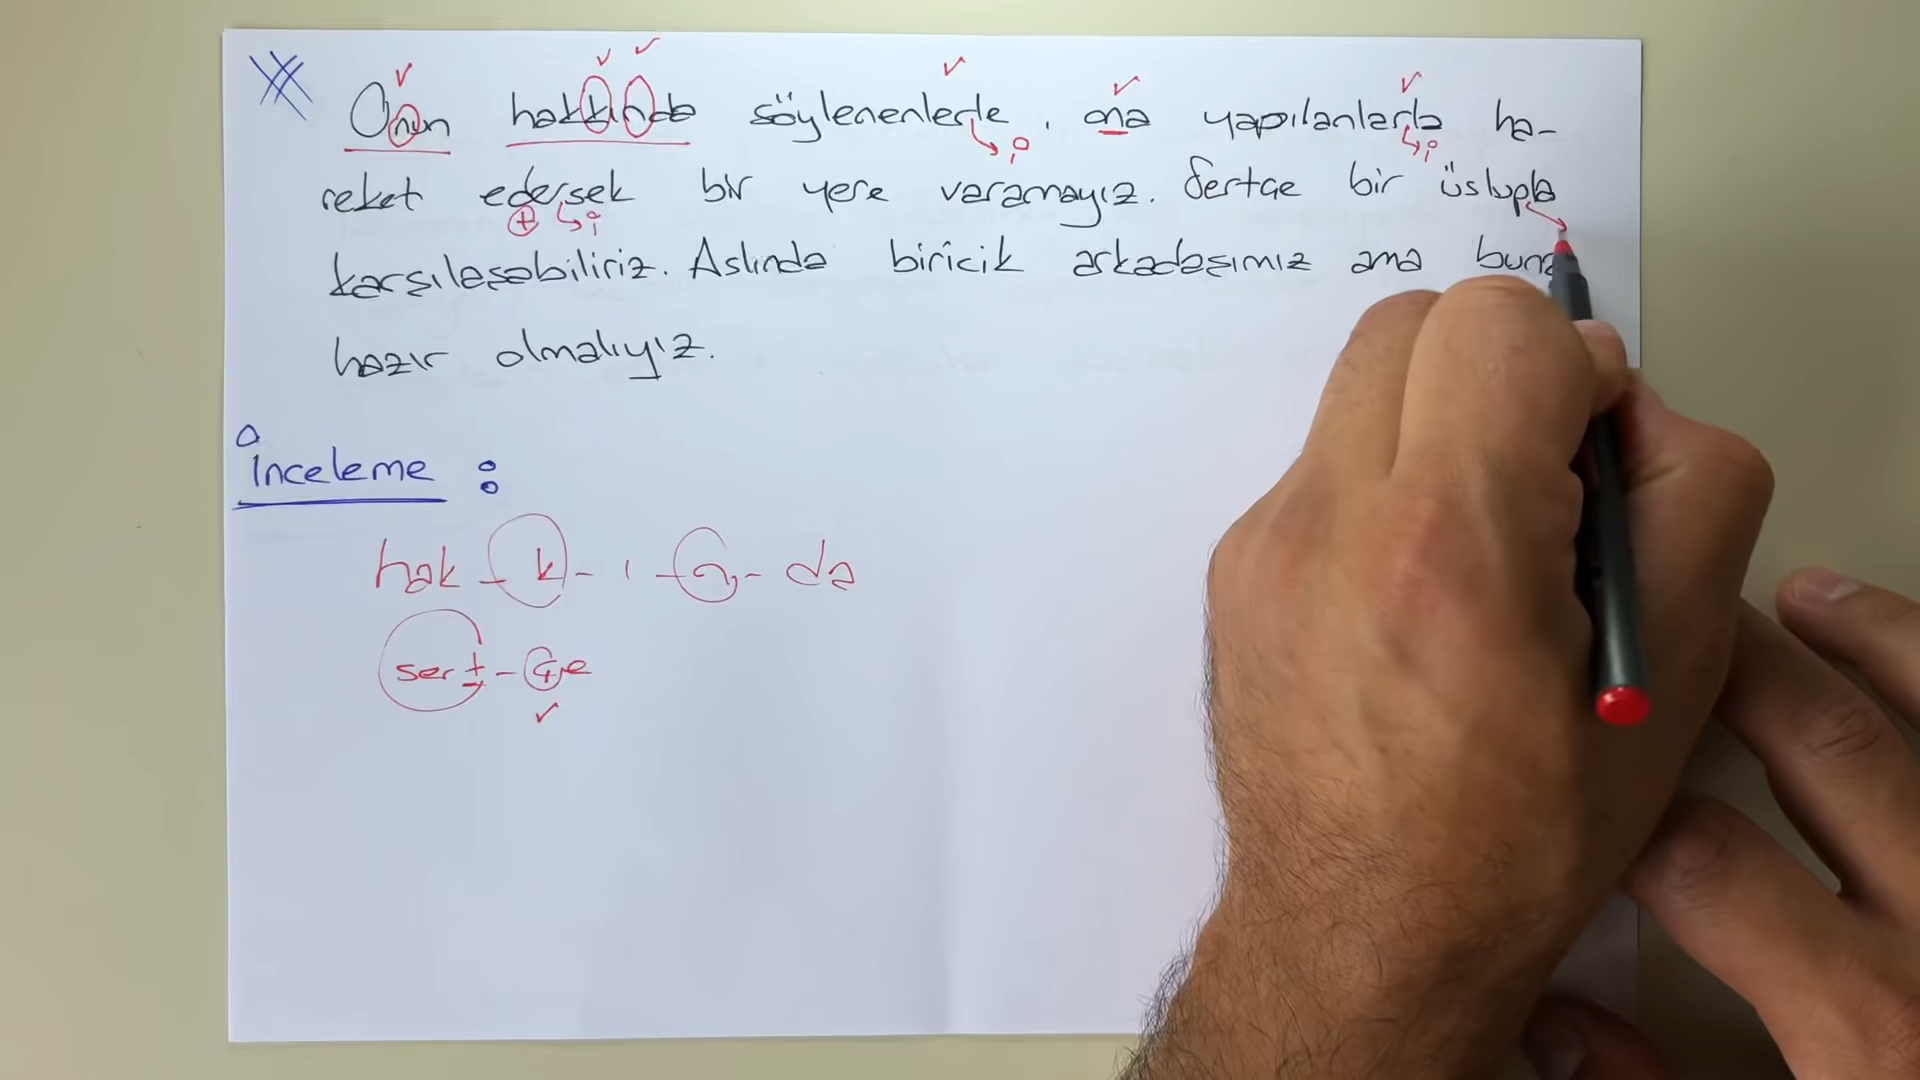 Onun hakkında söylenenlerle, ona yapılanlarla ha-
reket edersek bir yere varamayız. Sertçe bir üslupla
i i
t i
karşılaşabiliriz. Aslında biricik arkadaşımız ama buna
hazır olmalıyız.
İnceleme :
hak - k - ı - n - da
sert - çe